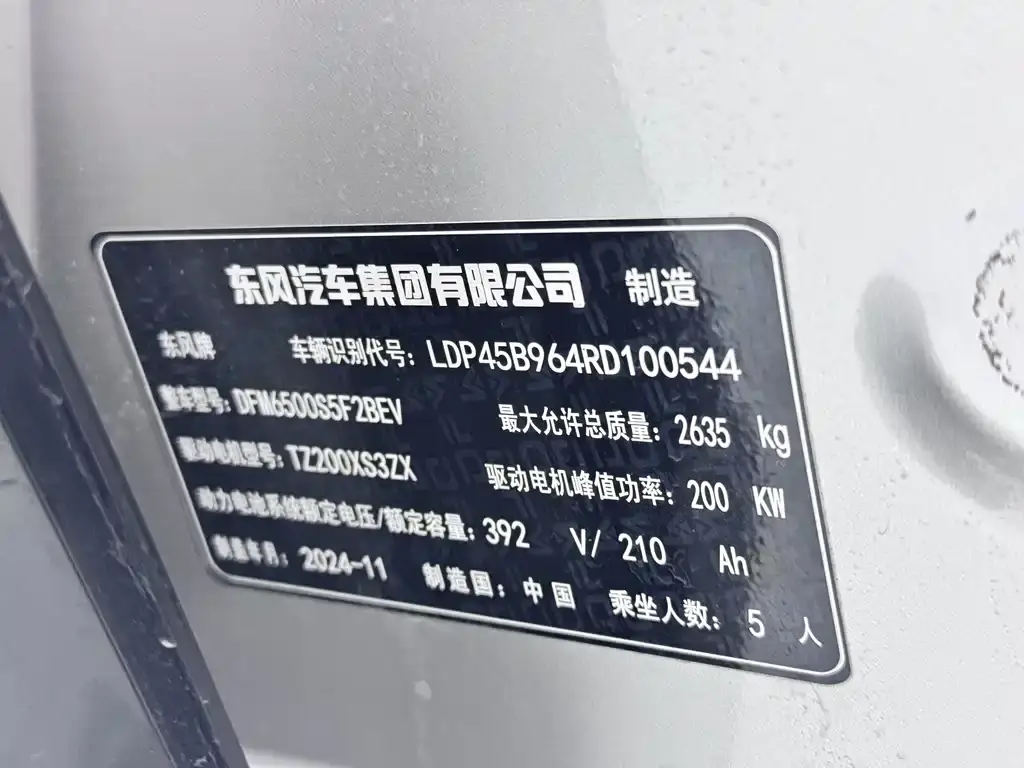 东风汽车集团有限公司 制造
东风牌 车辆识别代号: LDP45B964RD100544
整车型号: DFM6500S5F2BEV 最大允许总质量: 2635 kg
驱动电机型号: TZ200XS3ZX 驱动电机峰值功率: 200 KW
动力电池系统额定电压/额定容量: 392 V/ 210 Ah
制造年月: 2024-11 制造国: 中国 乘坐人数: 5 人